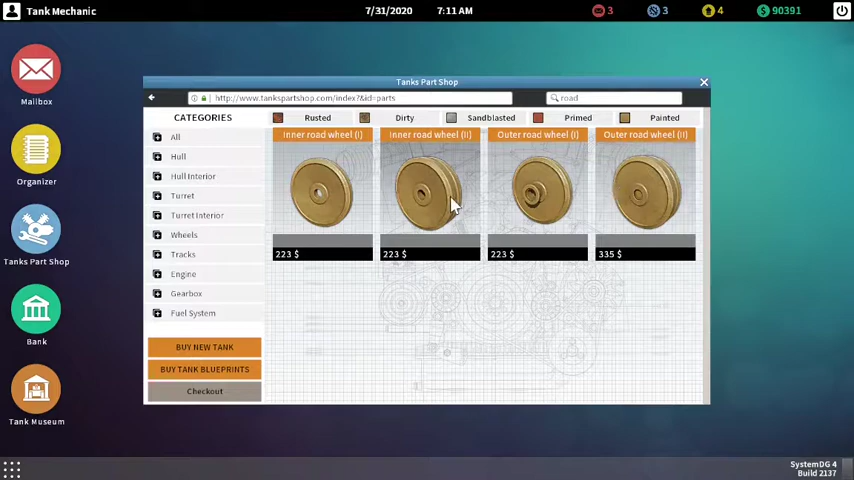 Tank Mechanic
7/31/2020
7:11 AM
3
3
4
90391
Mailbox
Organizer
Tanks Part Shop
Bank
Tank Museum
Tanks Part Shop
http://www.tankspartshop.com/index?&id=parts
road
CATEGORIES
Rusted
Dirty
Sandblasted
Primed
Painted
All
Hull
Hull Interior
Turret
Turret Interior
Wheels
Tracks
Engine
Gearbox
Fuel System
BUY NEW TANK
BUY TANK BLUEPRINTS
Checkout
Inner road wheel (I)
Inner road wheel (II)
Outer road wheel (I)
Outer road wheel (II)
223 $
223 $
223 $
335 $
SystemDG 4
Build 2137